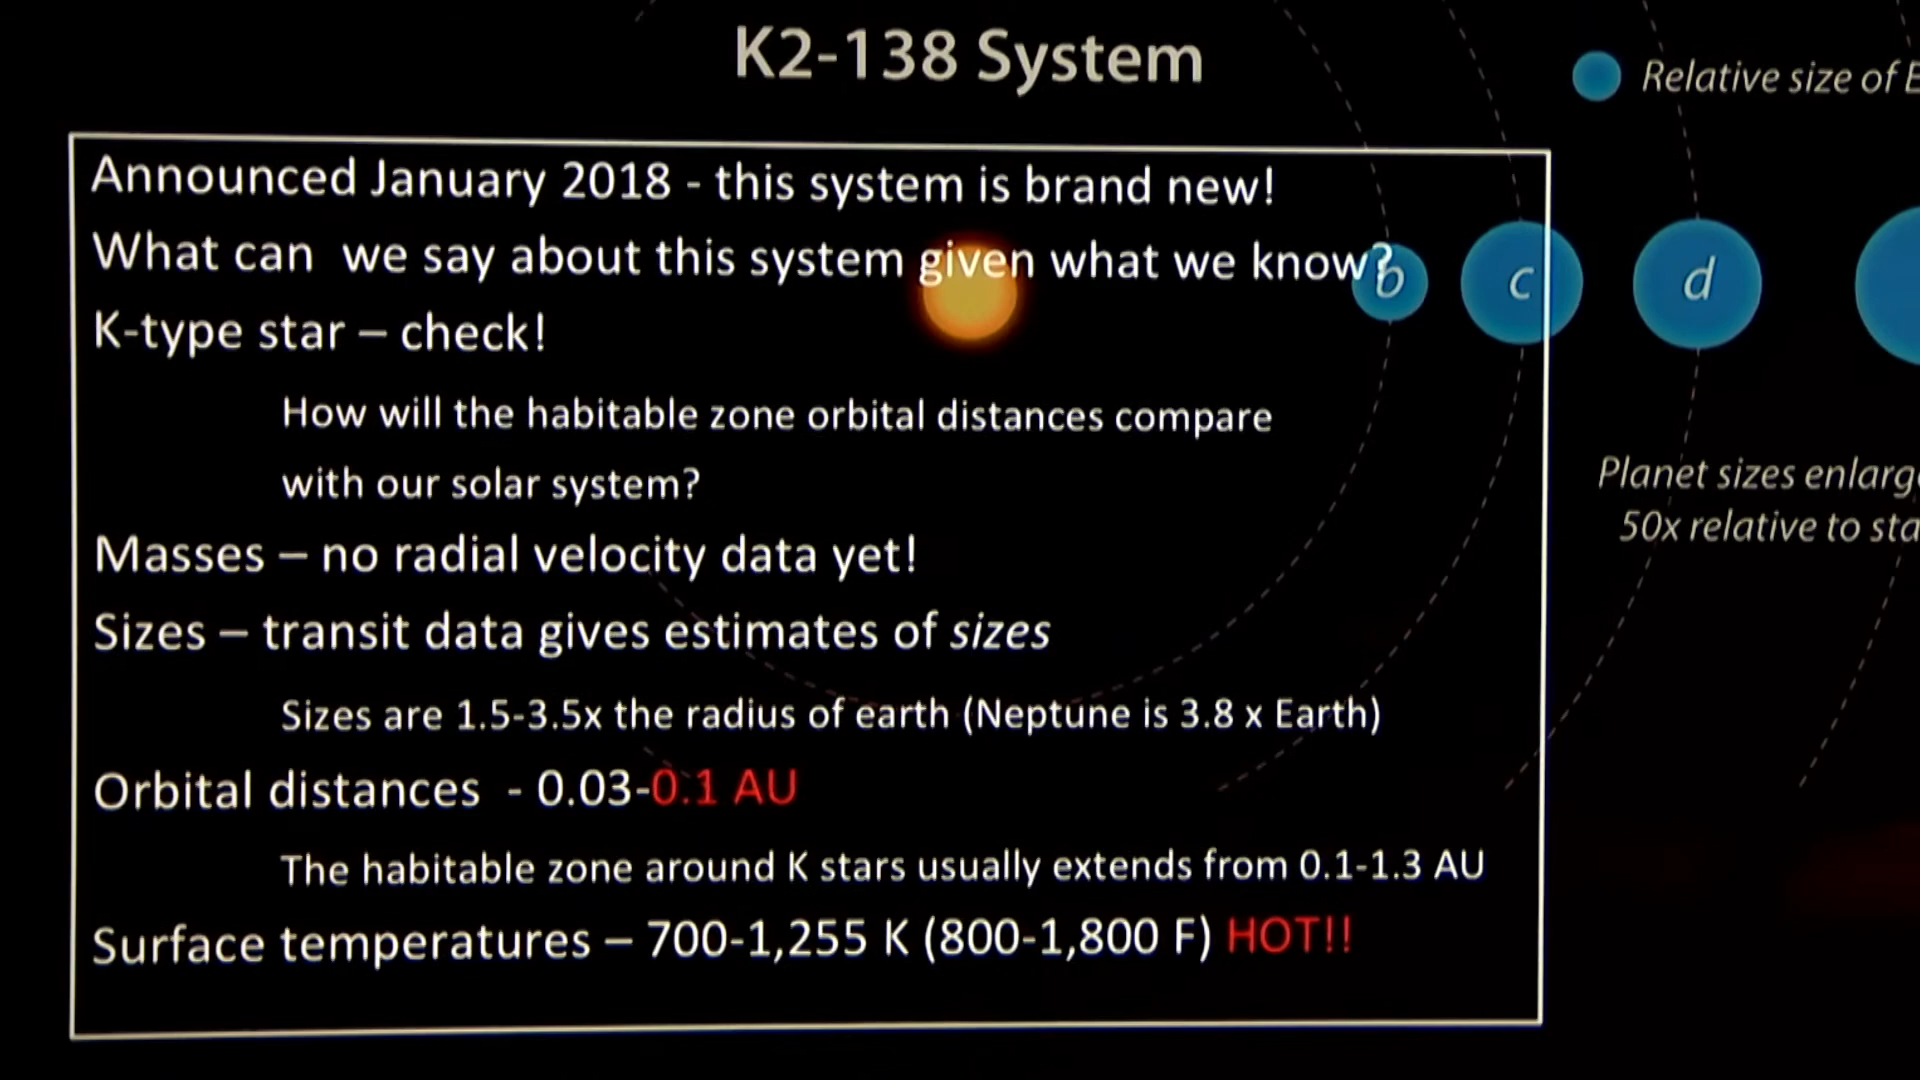 K2-138 System
Relative size of
Announced January 2018 - this system is brand new!
What can we say about this system given what we know?
b
c
d
K-type star – check!
How will the habitable zone orbital distances compare
with our solar system?
Planet sizes
50x relative to
Masses – no radial velocity data yet!
Sizes – transit data gives estimates of sizes
Sizes are 1.5-3.5x the radius of earth (Neptune is 3.8 x Earth)
Orbital distances - 0.03-0.1 AU
The habitable zone around K stars usually extends from 0.1-1.3 AU
Surface temperatures – 700-1,255 K (800-1,800 F) HOT!!